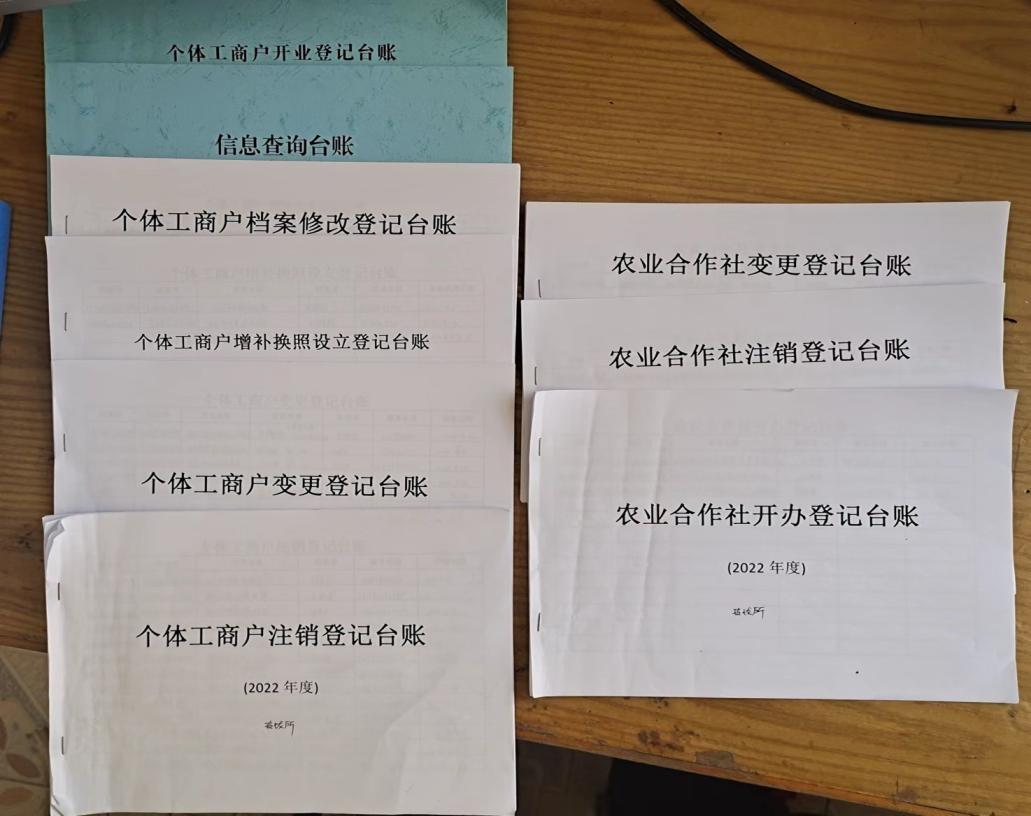 个体工商户开业登记台账
信息查询台账
个体工商户档案修改登记台账
个体工商户增补换照设立登记台账
个体工商户变更登记台账
个体工商户注销登记台账
(2022 年度)
农业合作社变更登记台账
农业合作社注销登记台账
农业合作社开办登记台账
(2022 年度)